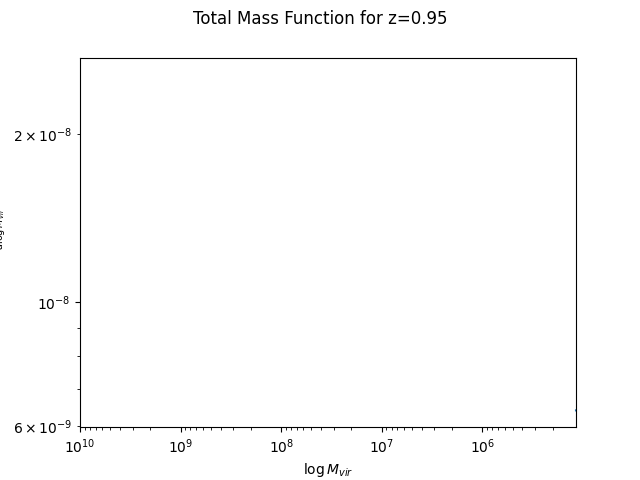 Total Mass Function for z=0.95
2 × 10⁻⁸
10⁻⁸
6 × 10⁻⁹
10¹⁰ 10⁹ 10⁸ 10⁷ 10⁶
log M_vir